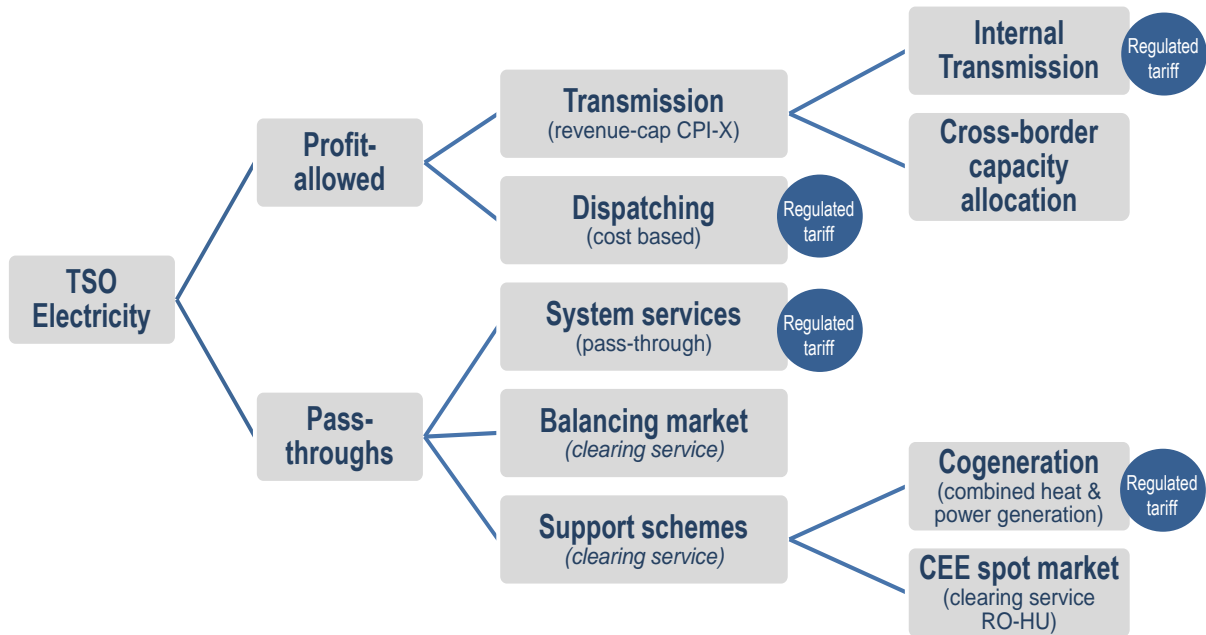 TSO
Electricity
Profit-
allowed
Pass-
throughs
Transmission
(revenue-cap CPI-X)
Dispatching
(cost based)
Regulated
tariff
System services
(pass-through)
Regulated
tariff
Balancing market
(clearing service)
Support schemes
(clearing service)
Internal
Transmission
Regulated
tariff
Cross-border
capacity
allocation
Cogeneration
(combined heat &
power generation)
Regulated
tariff
CEE spot market
(clearing service
RO-HU)